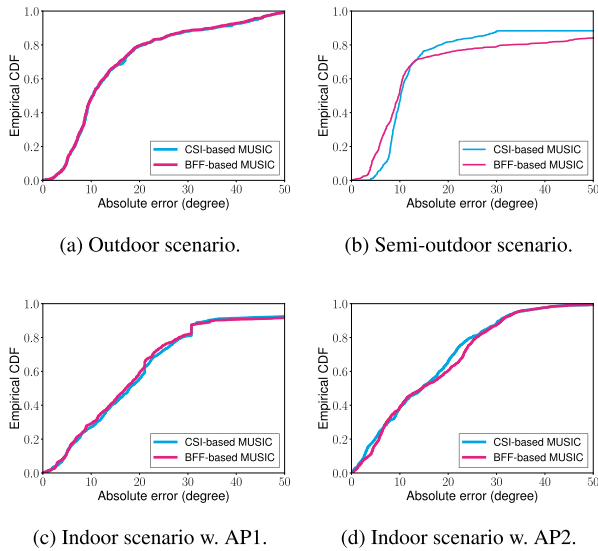 1.0
0.8
0.6
0.4
0.2
0.0
Empirical CDF
0 10 20 30 40 50
Absolute error (degree)
CSI-based MUSIC
BFF-based MUSIC
(a) Outdoor scenario.
1.0
0.8
0.6
0.4
0.2
0.0
Empirical CDF
0 10 20 30 40 50
Absolute error (degree)
CSI-based MUSIC
BFF-based MUSIC
(b) Semi-outdoor scenario.
1.0
0.8
0.6
0.4
0.2
0.0
Empirical CDF
0 10 20 30 40 50
Absolute error (degree)
CSI-based MUSIC
BFF-based MUSIC
(c) Indoor scenario w. AP1.
1.0
0.8
0.6
0.4
0.2
0.0
Empirical CDF
0 10 20 30 40 50
Absolute error (degree)
CSI-based MUSIC
BFF-based MUSIC
(d) Indoor scenario w. AP2.